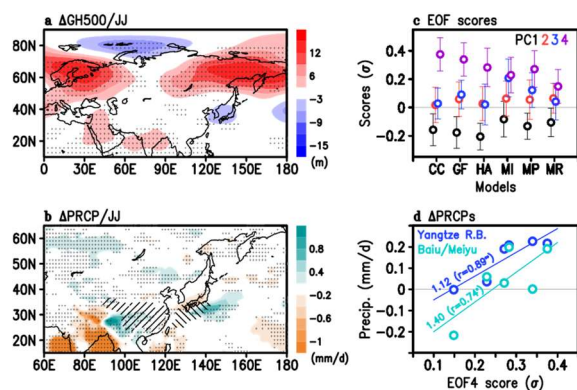 a ΔGH500/JJ
80N
70N
60N
50N
40N
30N
20N
10N
0 30E 60E 90E 120E 150E 180
12
6
-3
-9
-15
(m)
c EOF scores
PC1 2 3 4
Scores (σ)
0.4
0.2
0
-0.2
CC GF HA MI MP MR
Models
b ΔPRCP/JJ
60N
50N
40N
30N
20N
60E 80E 100E 120E 140E 160E 180
0.8
0.4
-0.2
-0.6
-1
(mm/d)
d ΔPRCPs
Yangtze R.B.
Baiu/Meiyu
1.12 (r=0.89**)
1.40 (r=0.74*)
Precip. (mm/d)
0.2
0.1
0
-0.1
-0.2
0.1 0.2 0.3 0.4
EOF4 score (σ)